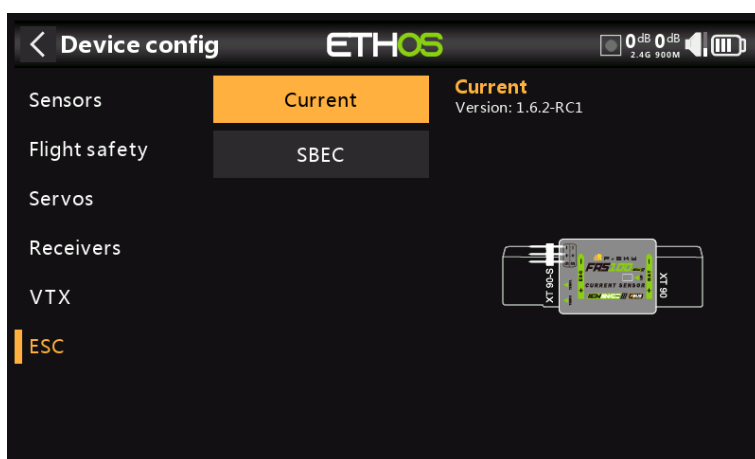 Device config
ETHOS
0dB 0dB
2.4G 900M
Sensors
Current
Current
Version: 1.6.2-RC1
Flight safety
SBEC
Servos
Receivers
VTX
ESC
XT 90-S
CURRENT SENSOR
XT 90